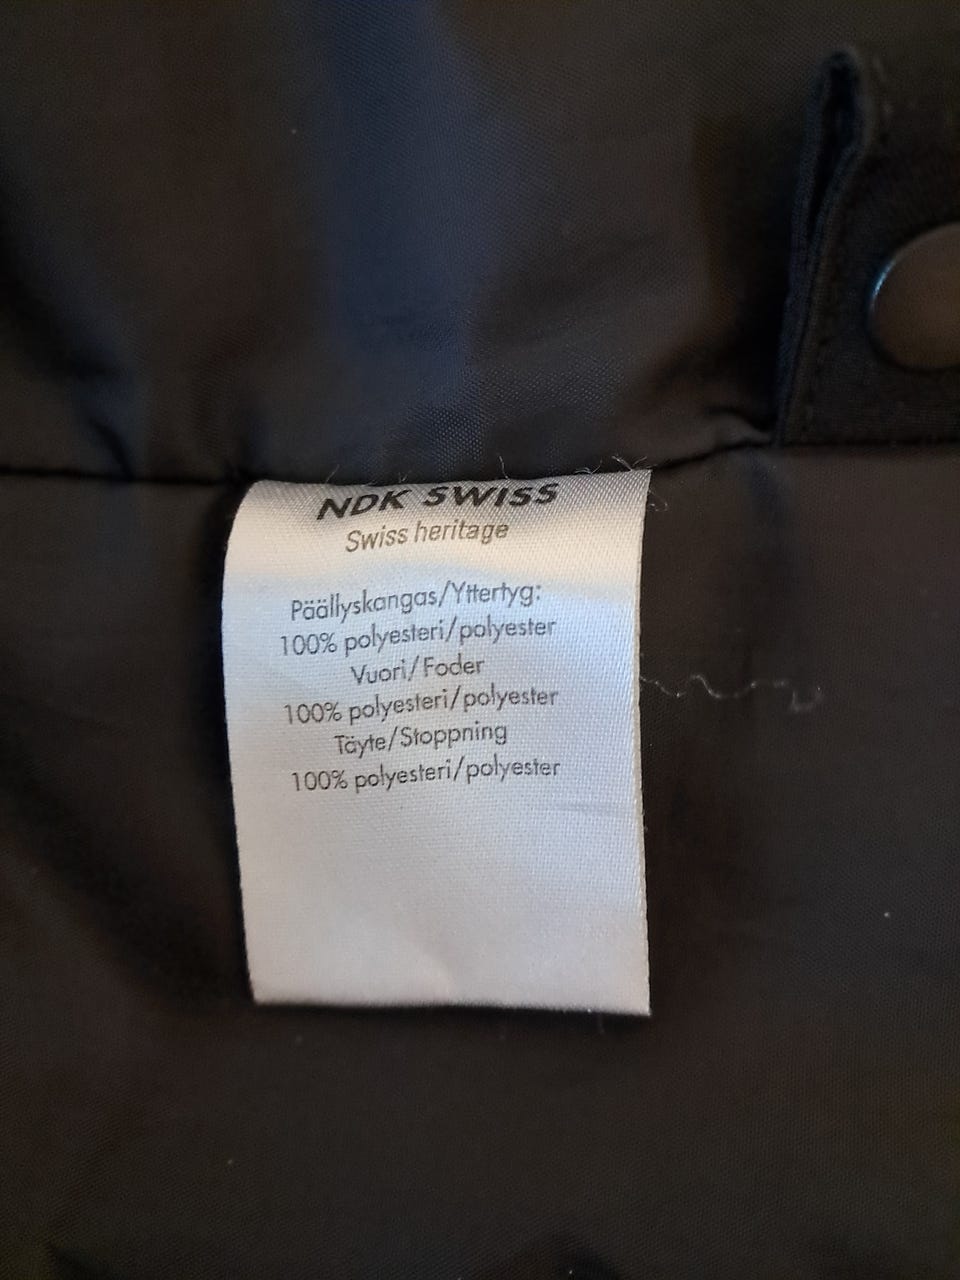 NDK SWISS
Swiss heritage
Päällyskangas/Yttertyg:
100% polyesteri/polyester
Vuori/Foder
100% polyesteri/polyester
Täyte/Stoppning
100% polyesteri/polyester